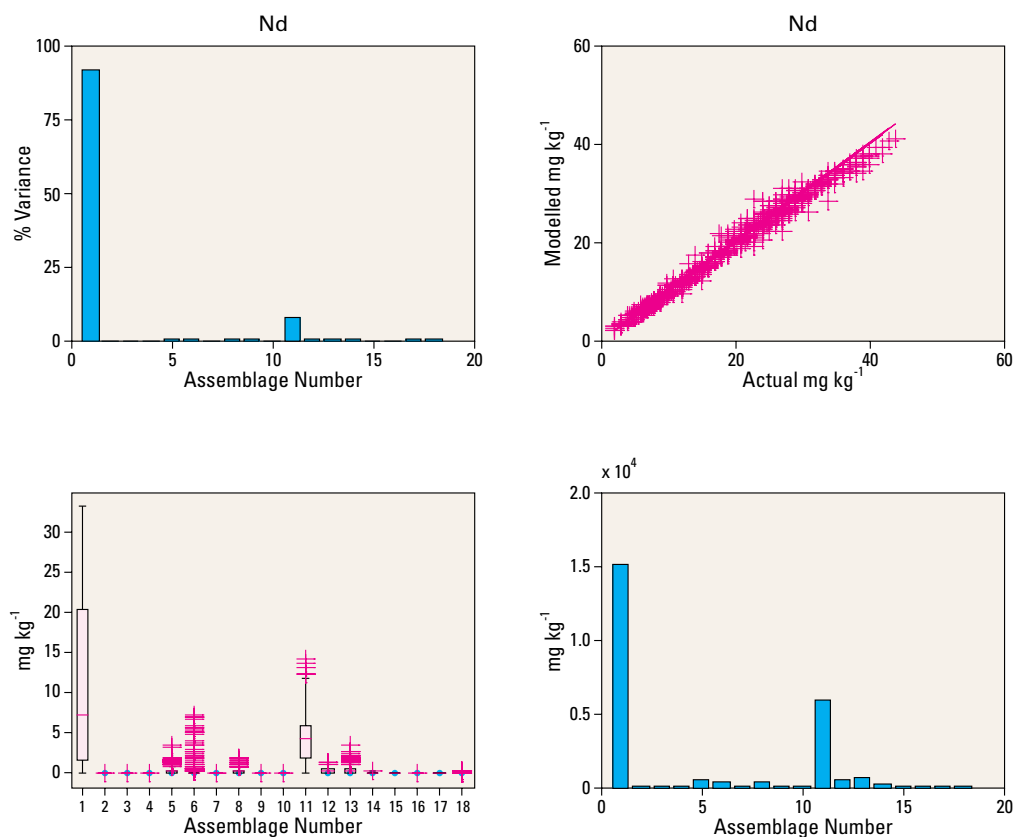 Nd
100
75
50
25
0
% Variance
0 5 10 15 20
Assemblage Number
Nd
60
40
20
0
Modelled mg kg⁻¹
0 20 40 60
Actual mg kg⁻¹
30
25
20
15
10
5
0
mg kg⁻¹
1 2 3 4 5 6 7 8 9 10 11 12 13 14 15 16 17 18
Assemblage Number
x 10⁴
2.0
1.5
1.0
0.5
0
mg kg⁻¹
0 5 10 15 20
Assemblage Number